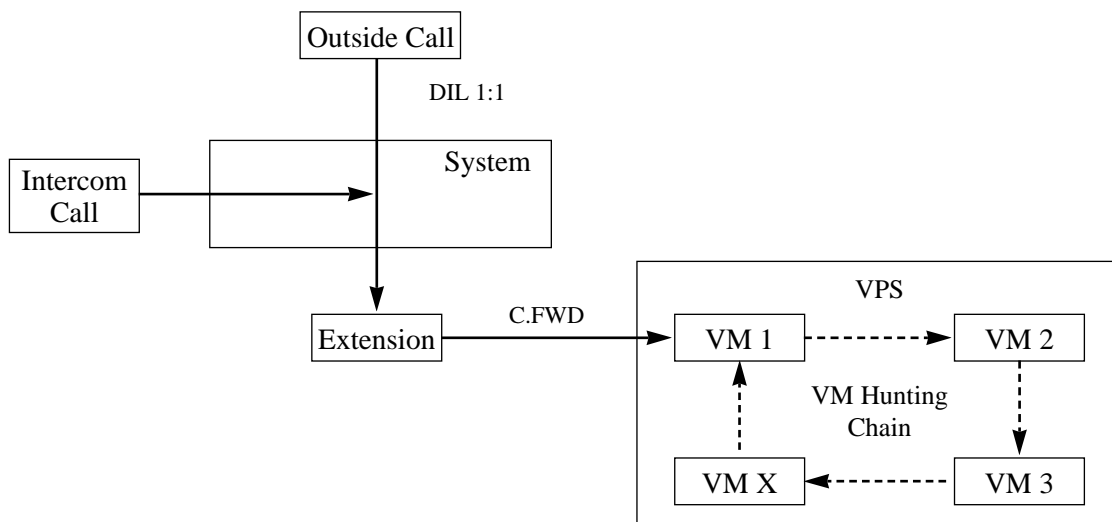 Outside Call
DIL 1:1
System
Intercom
Call
VPS
C.FWD
Extension
VM 1
VM 2
VM Hunting
Chain
VM X
VM 3